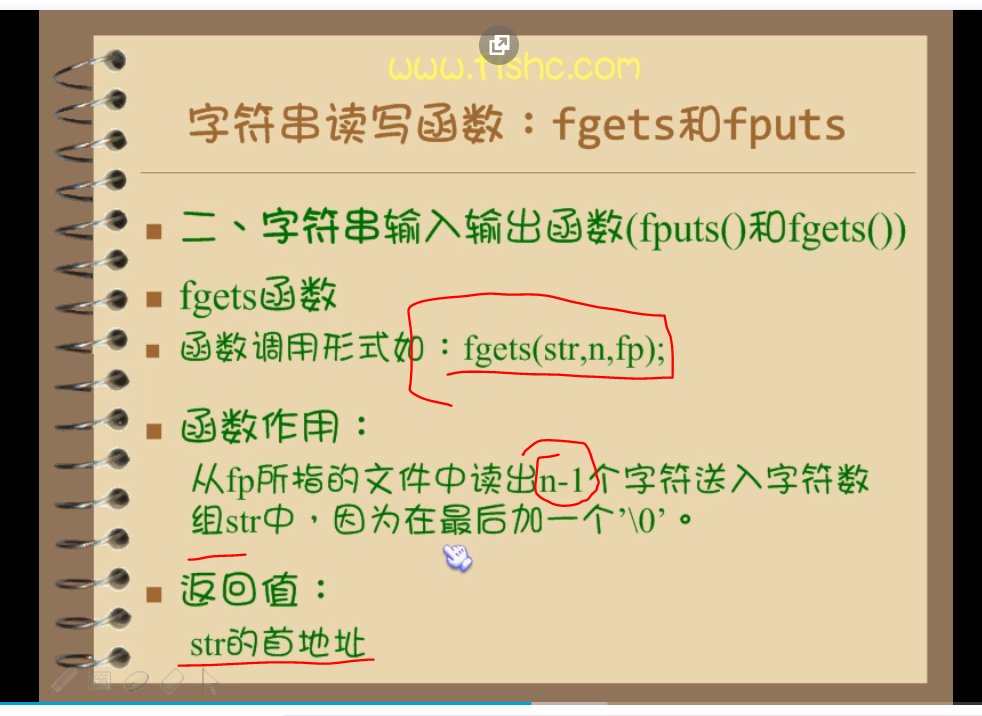 www.11shc.com
字符串读写函数：fgets和fputs
二、字符串输入输出函数(fputs()和fgets())
fgets函数
函数调用形式如：fgets(str,n,fp);
函数作用：
从fp所指的文件中读出n-1个字符送入字符数
组str中，因为在最后加一个’\0’。
返回值：
str的首地址